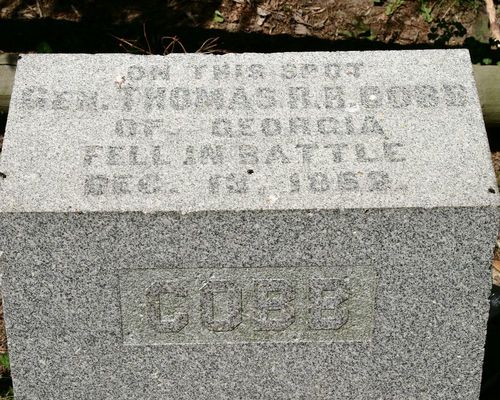 ON THIS SPOT
GEN. THOMAS R. R. COBB
OF GEORGIA
FELL IN BATTLE
DEC. 13, 1862.
COBB